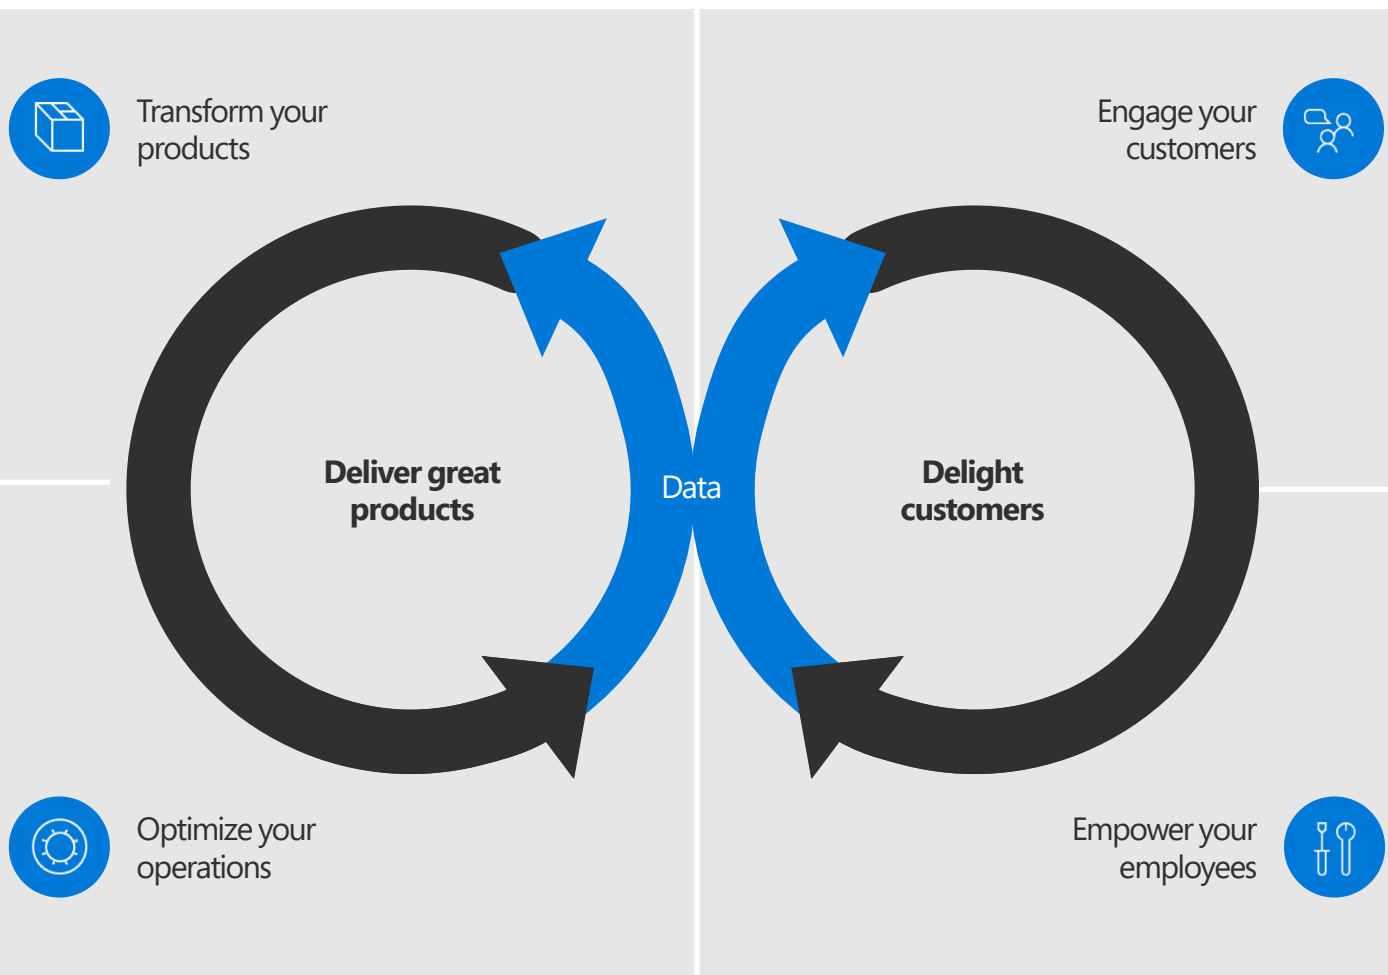 Transform your
products
Engage your
customers
Deliver great
products
Data
Delight
customers
Optimize your
operations
Empower your
employees